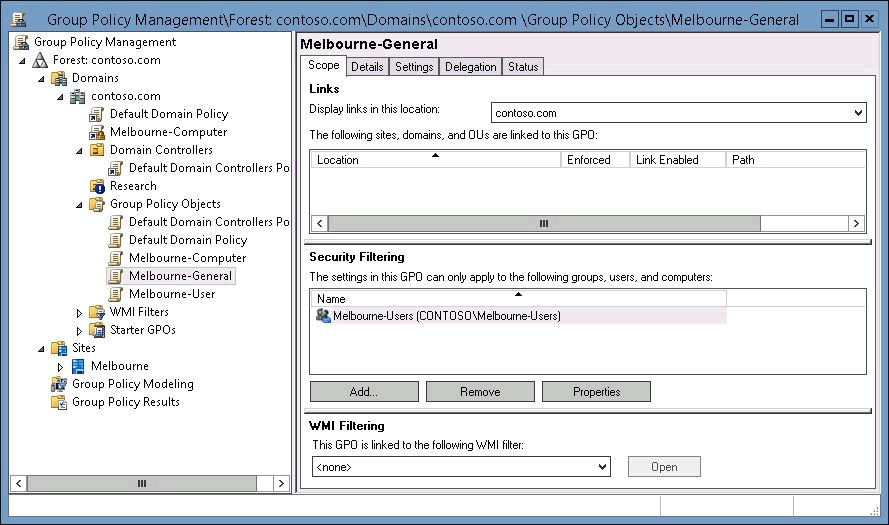 Group Policy Management\Forest: contoso.com\Domains\contoso.com \Group Policy Objects\Melbourne-General
Group Policy Management
Forest: contoso.com
Domains
contoso.com
Default Domain Policy
Melbourne-Computer
Domain Controllers
Default Domain Controllers Po
Research
Group Policy Objects
Default Domain Controllers Po
Default Domain Policy
Melbourne-Computer
Melbourne-General
Melbourne-User
WMI Filters
Starter GPOs
Sites
Melbourne
Group Policy Modeling
Group Policy Results
Melbourne-General
Scope Details Settings Delegation Status
Links
Display links in this location: contoso.com
The following sites, domains, and OUs are linked to this GPO:
Location Enforced Link Enabled Path
Security Filtering
The settings in this GPO can only apply to the following groups, users, and computers:
Name
Melbourne-Users (CONTOSO\Melbourne-Users)
Add... Remove Properties
WMI Filtering
This GPO is linked to the following WMI filter:
<none> Open